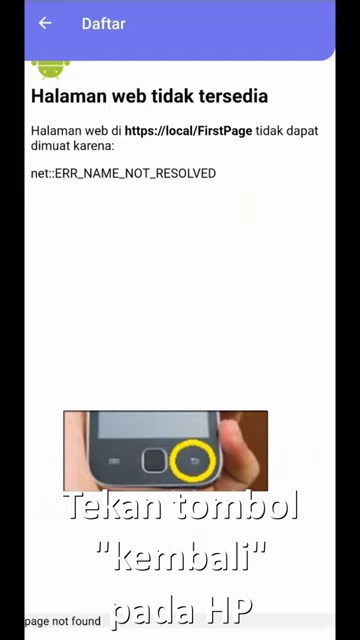 Daftar
Halaman web tidak tersedia
Halaman web di https://local/FirstPage tidak dapat
dimuat karena:
net::ERR_NAME_NOT_RESOLVED
Tekan tombol
"kembali"
pada HP
page not found